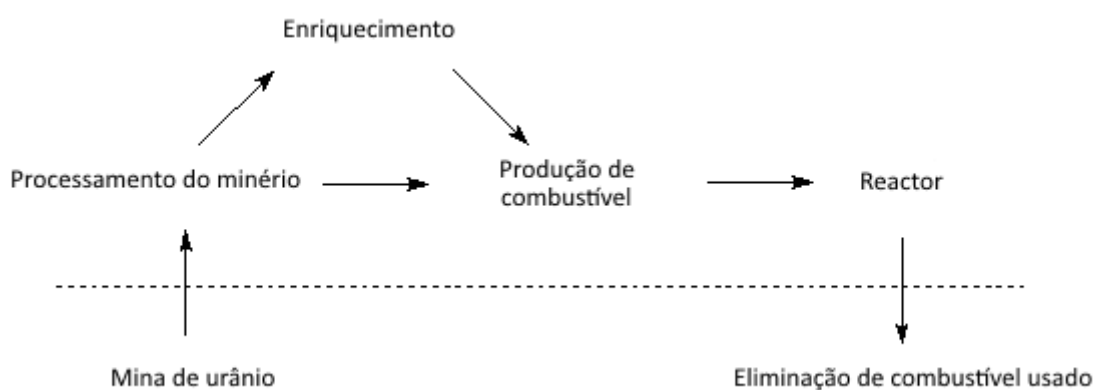 Enriquecimento
Processamento do minério
Produção de
combustível
Reactor
Mina de urânio
Eliminação de combustível usado